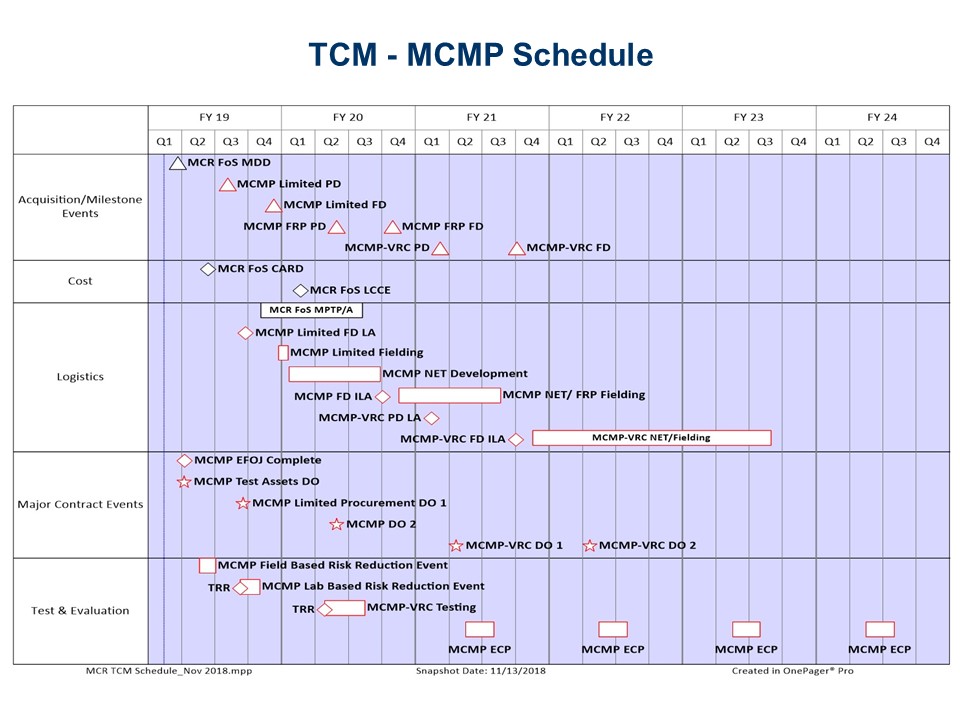 TCM - MCMP Schedule
FY 19 FY 20 FY 21 FY 22 FY 23 FY 24
Q1 Q2 Q3 Q4 Q1 Q2 Q3 Q4 Q1 Q2 Q3 Q4 Q1 Q2 Q3 Q4 Q1 Q2 Q3 Q4 Q1 Q2 Q3 Q4
Acquisition/Milestone
Events
MCR FoS MDD
MCMP Limited PD
MCMP Limited FD
MCMP FRP PD MCMP FRP FD
MCMP-VRC PD MCMP-VRC FD
Cost
MCR FoS CARD
MCR FoS LCCE
Logistics
MCR FoS MPTP/A
MCMP Limited FD LA
MCMP Limited Fielding
MCMP NET Development
MCMP FD ILA MCMP NET/ FRP Fielding
MCMP-VRC PD LA
MCMP-VRC FD ILA MCMP-VRC NET/Fielding
Major Contract Events
MCMP EFOJ Complete
MCMP Test Assets DO
MCMP Limited Procurement DO 1
MCMP DO 2
MCMP-VRC DO 1 MCMP-VRC DO 2
Test & Evaluation
MCMP Field Based Risk Reduction Event
TRR MCMP Lab Based Risk Reduction Event
TRR MCMP-VRC Testing
MCMP ECP MCMP ECP MCMP ECP MCMP ECP
MCR TCM Schedule_Nov 2018.mpp Snapshot Date: 11/13/2018 Created in OnePager® Pro